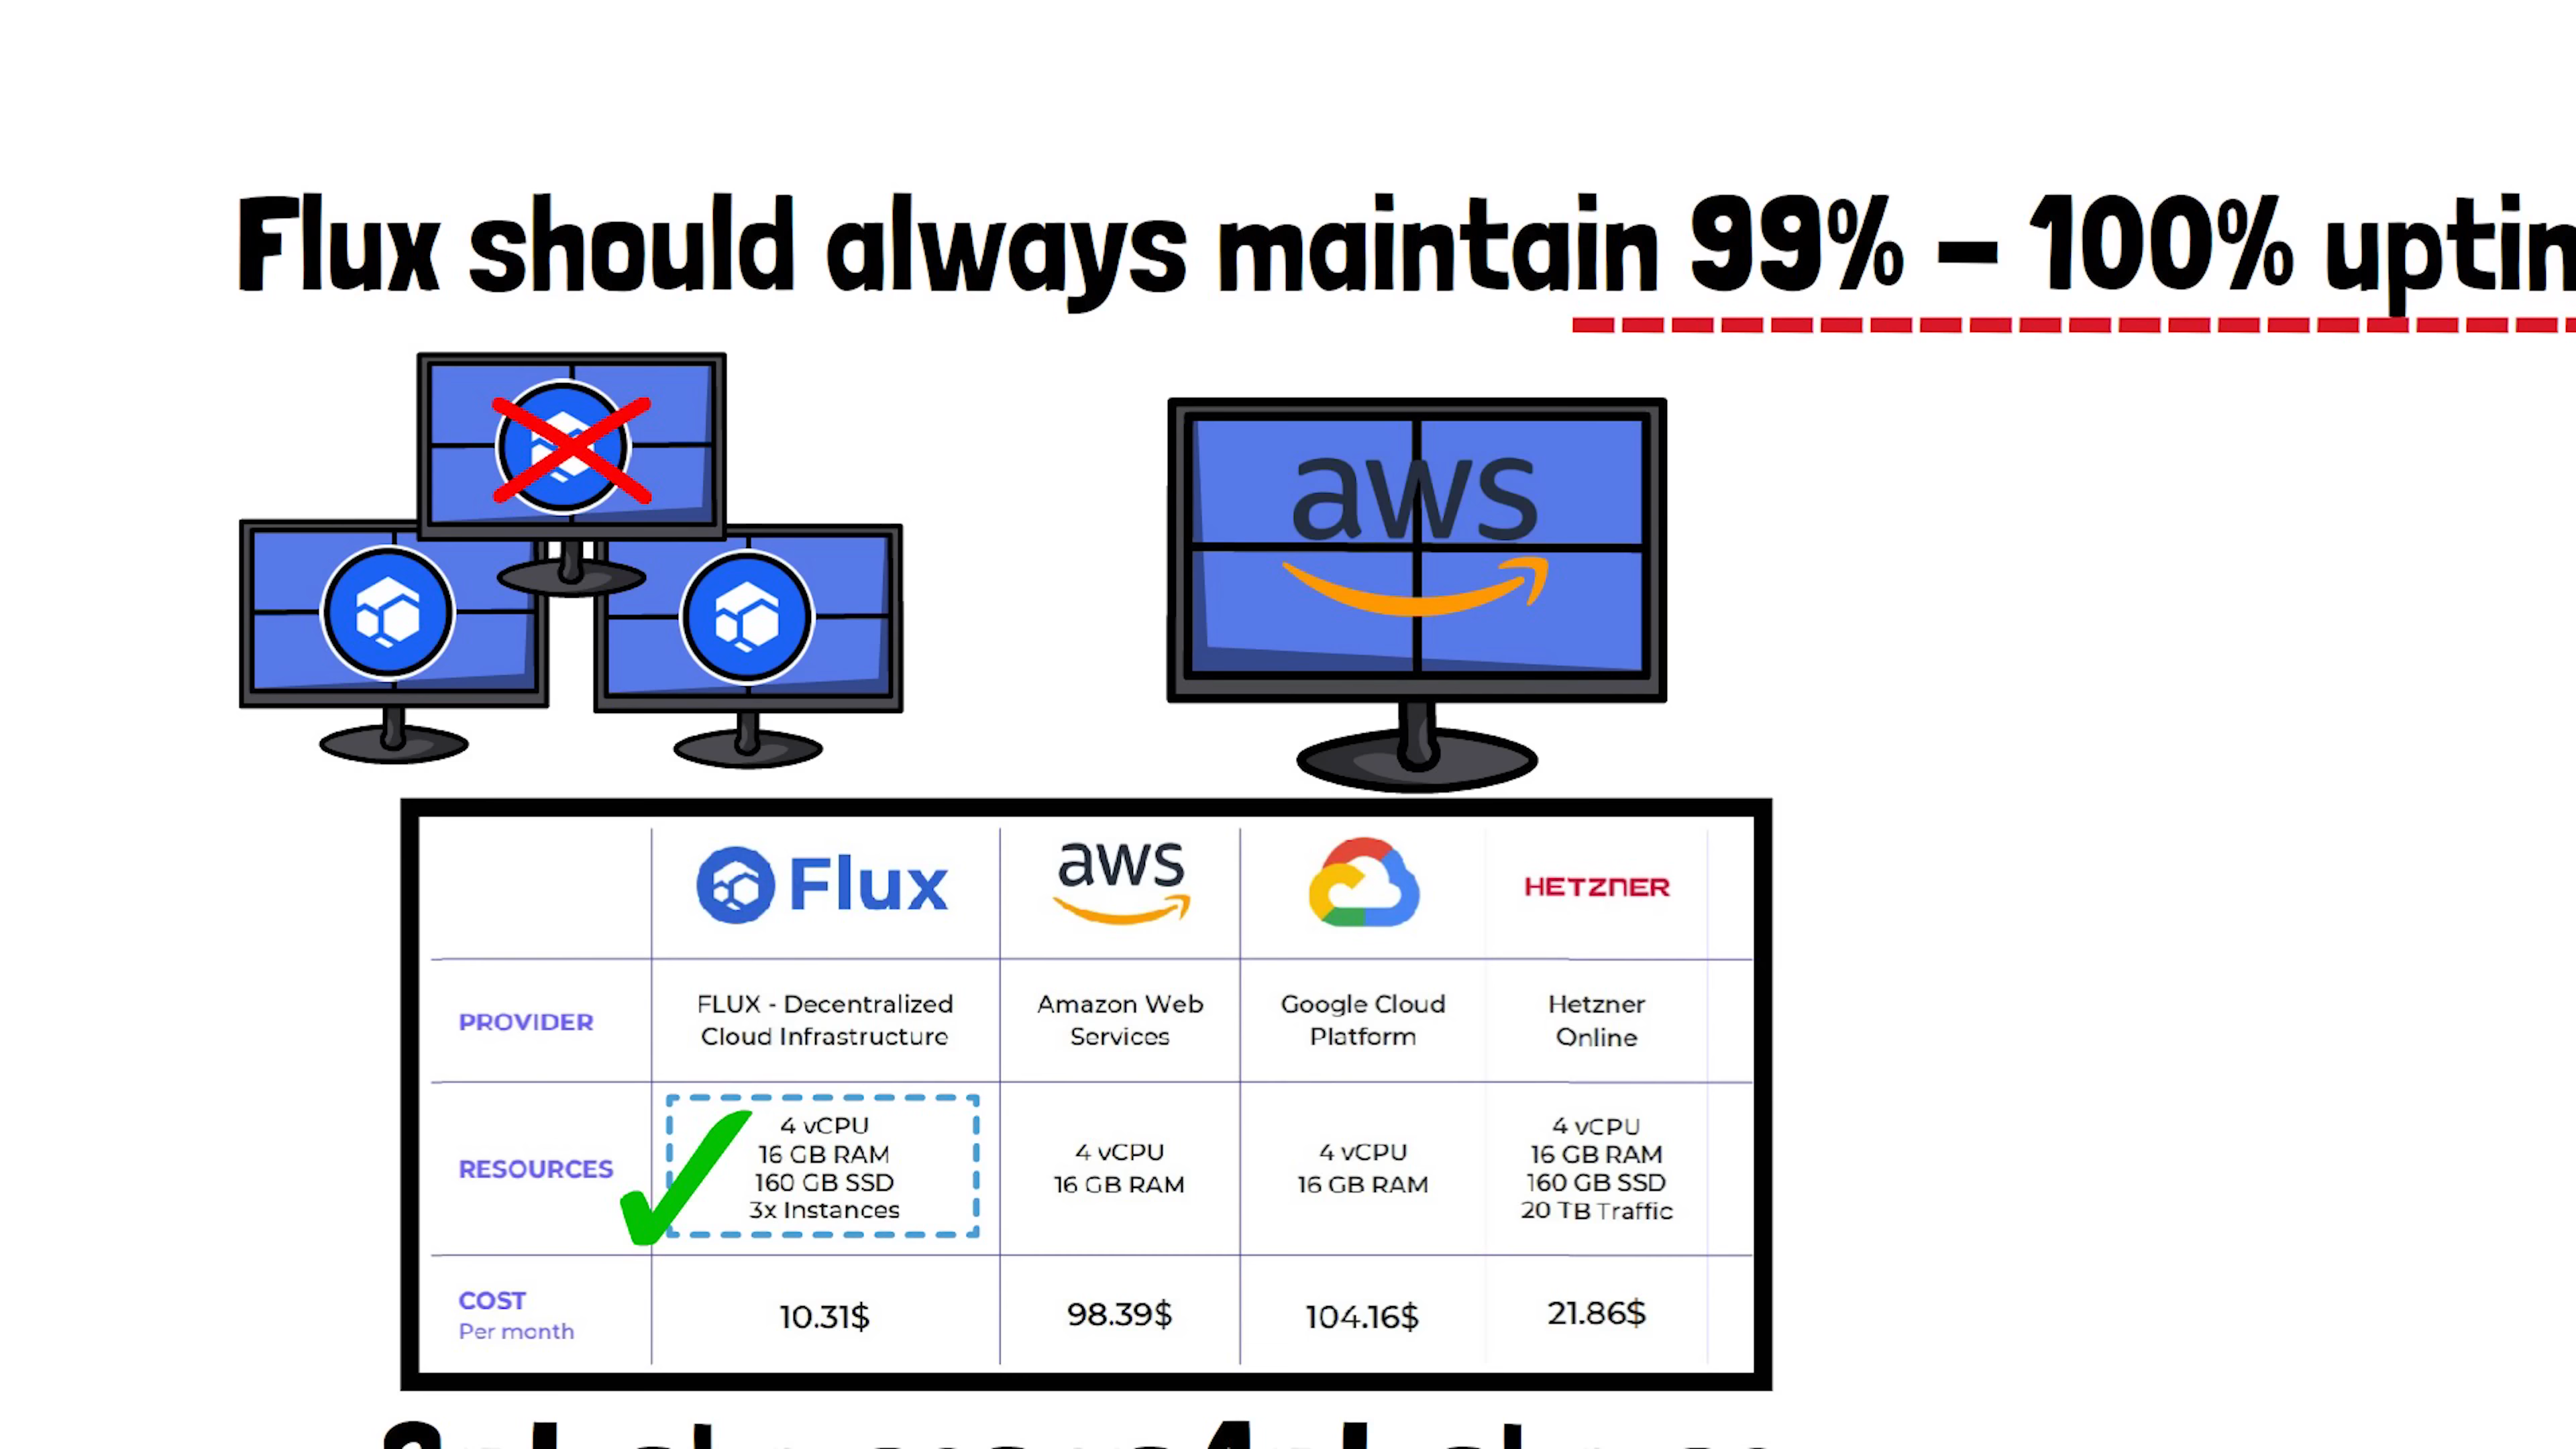 Flux should always maintain 99% – 100%
aws
Flux
aws
HETZNER
PROVIDER
FLUX - Decentralized
Cloud Infrastructure
Amazon Web
Services
Google Cloud
Platform
Hetzner
Online
RESOURCES
4 vCPU
16 GB RAM
160 GB SSD
3x Instances
4 vCPU
16 GB RAM
4 vCPU
16 GB RAM
4 vCPU
16 GB RAM
160 GB SSD
20 TB Traffic
COST
Per month
10.31$
98.39$
104.16$
21.86$